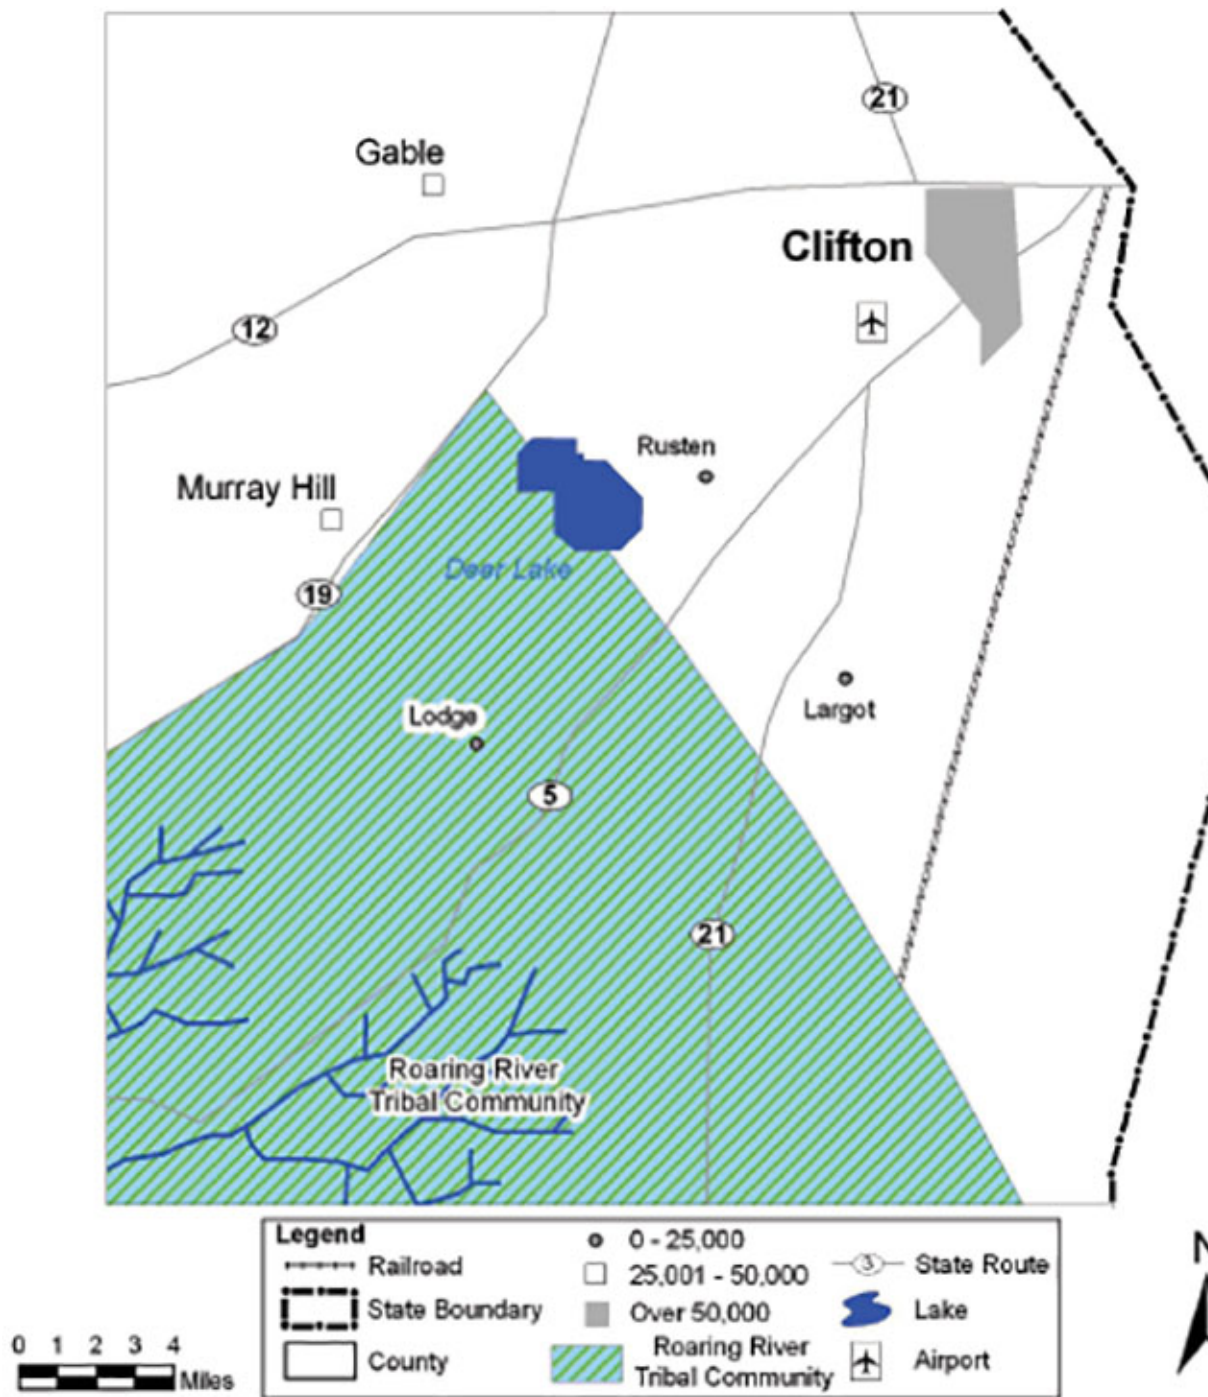 21
Gable
Clifton
12
Rusten
Murray Hill
Deer Lake
19
Largot
Lodge
5
21
Roaring River
Tribal Community
N
Legend
Railroad
State Boundary
County
0 - 25,000
25,001 - 50,000
Over 50,000
Roaring River
Tribal Community
3 State Route
Lake
Airport
0 1 2 3 4
Miles